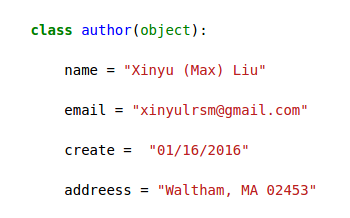 class author(object):
name = "Xinyu (Max) Liu"
email = "xinyulrsm@gmail.com"
create =  "01/16/2016"
addreess = "Waltham, MA 02453"